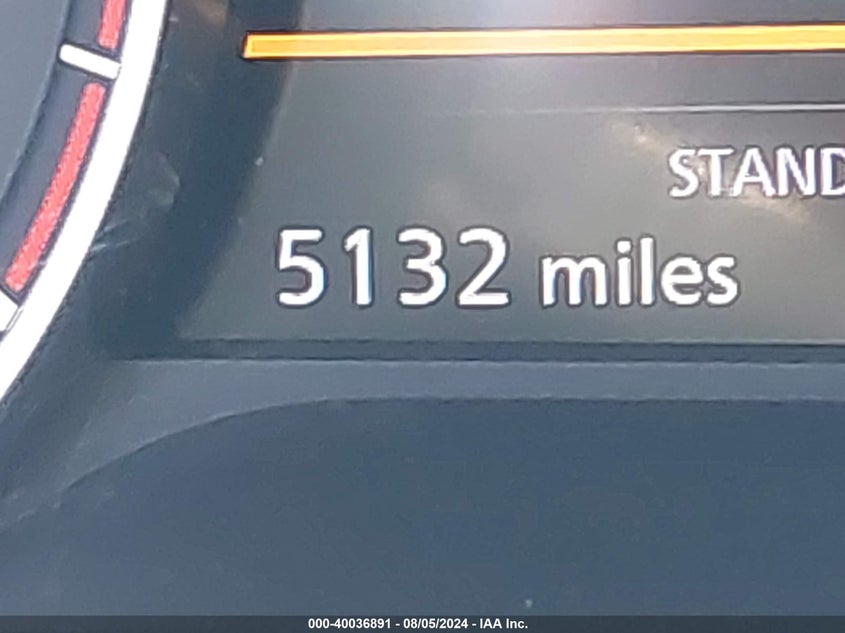 STAND
5132 miles
000-40036891 - 08/05/2024 - IAA Inc.